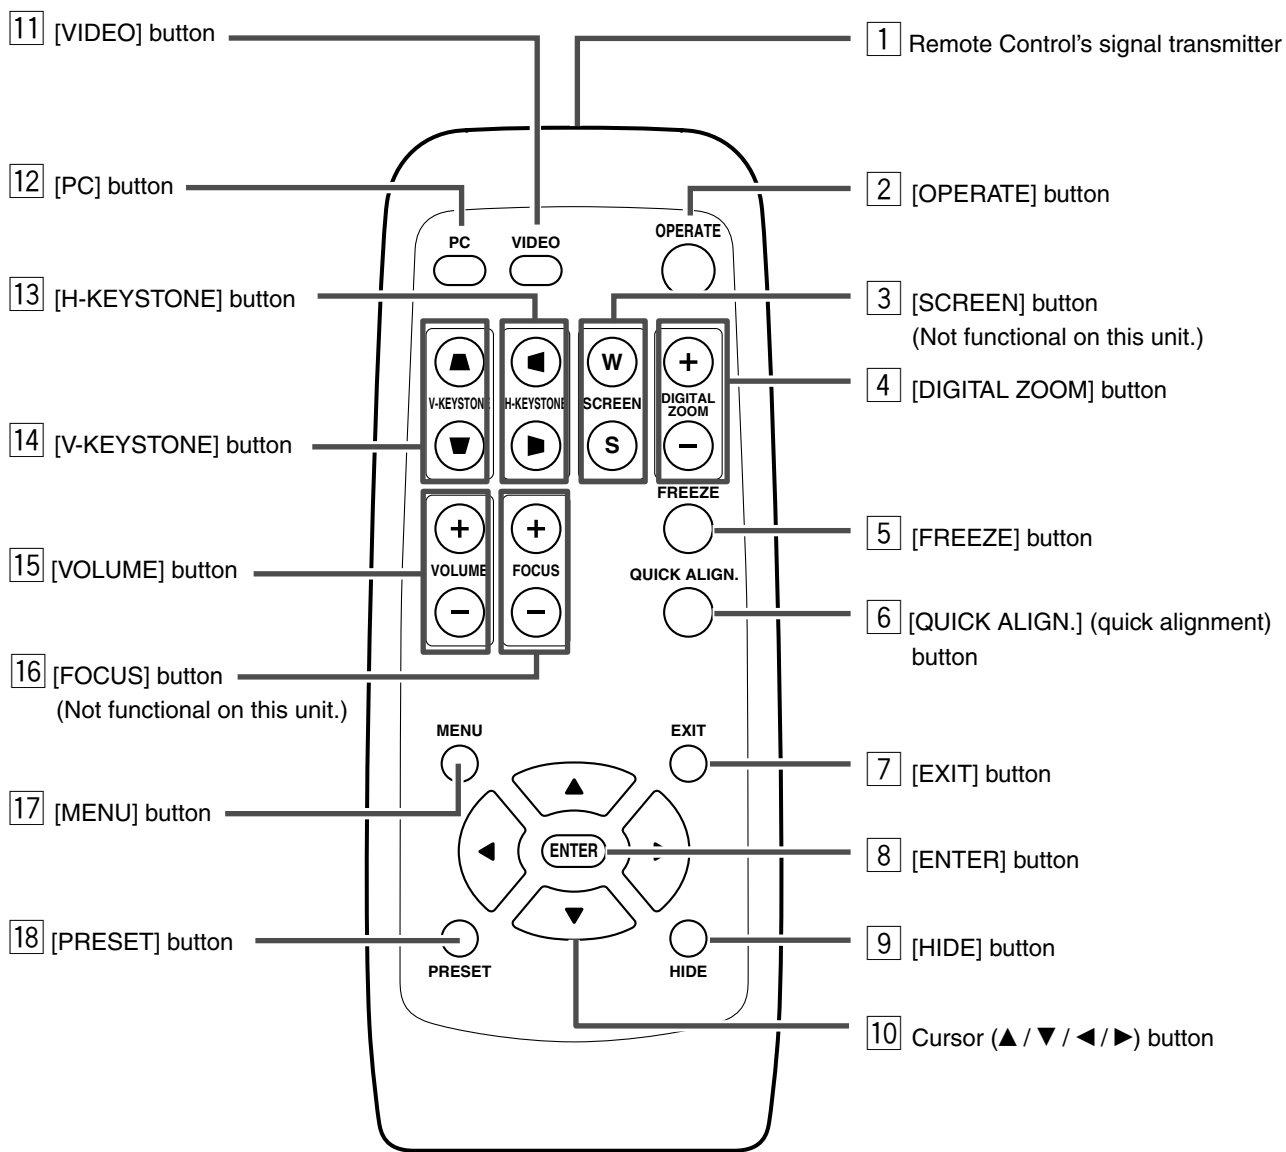 11 [VIDEO] button
1 Remote Control's signal transmitter
12 [PC] button
2 [OPERATE] button
13 [H-KEYSTONE] button
3 [SCREEN] button
(Not functional on this unit.)
4 [DIGITAL ZOOM] button
14 [V-KEYSTONE] button
5 [FREEZE] button
15 [VOLUME] button
6 [QUICK ALIGN.] (quick alignment)
button
16 [FOCUS] button
(Not functional on this unit.)
7 [EXIT] button
17 [MENU] button
8 [ENTER] button
18 [PRESET] button
9 [HIDE] button
10 Cursor (▲ / ▼ / ◀ / ▶) button
PC
VIDEO
OPERATE
W
+
V-KEYSTONE
H-KEYSTONE
SCREEN
DIGITAL
ZOOM
S
−
FREEZE
+
+
VOLUME
FOCUS
QUICK ALIGN.
−
−
MENU
EXIT
ENTER
PRESET
HIDE